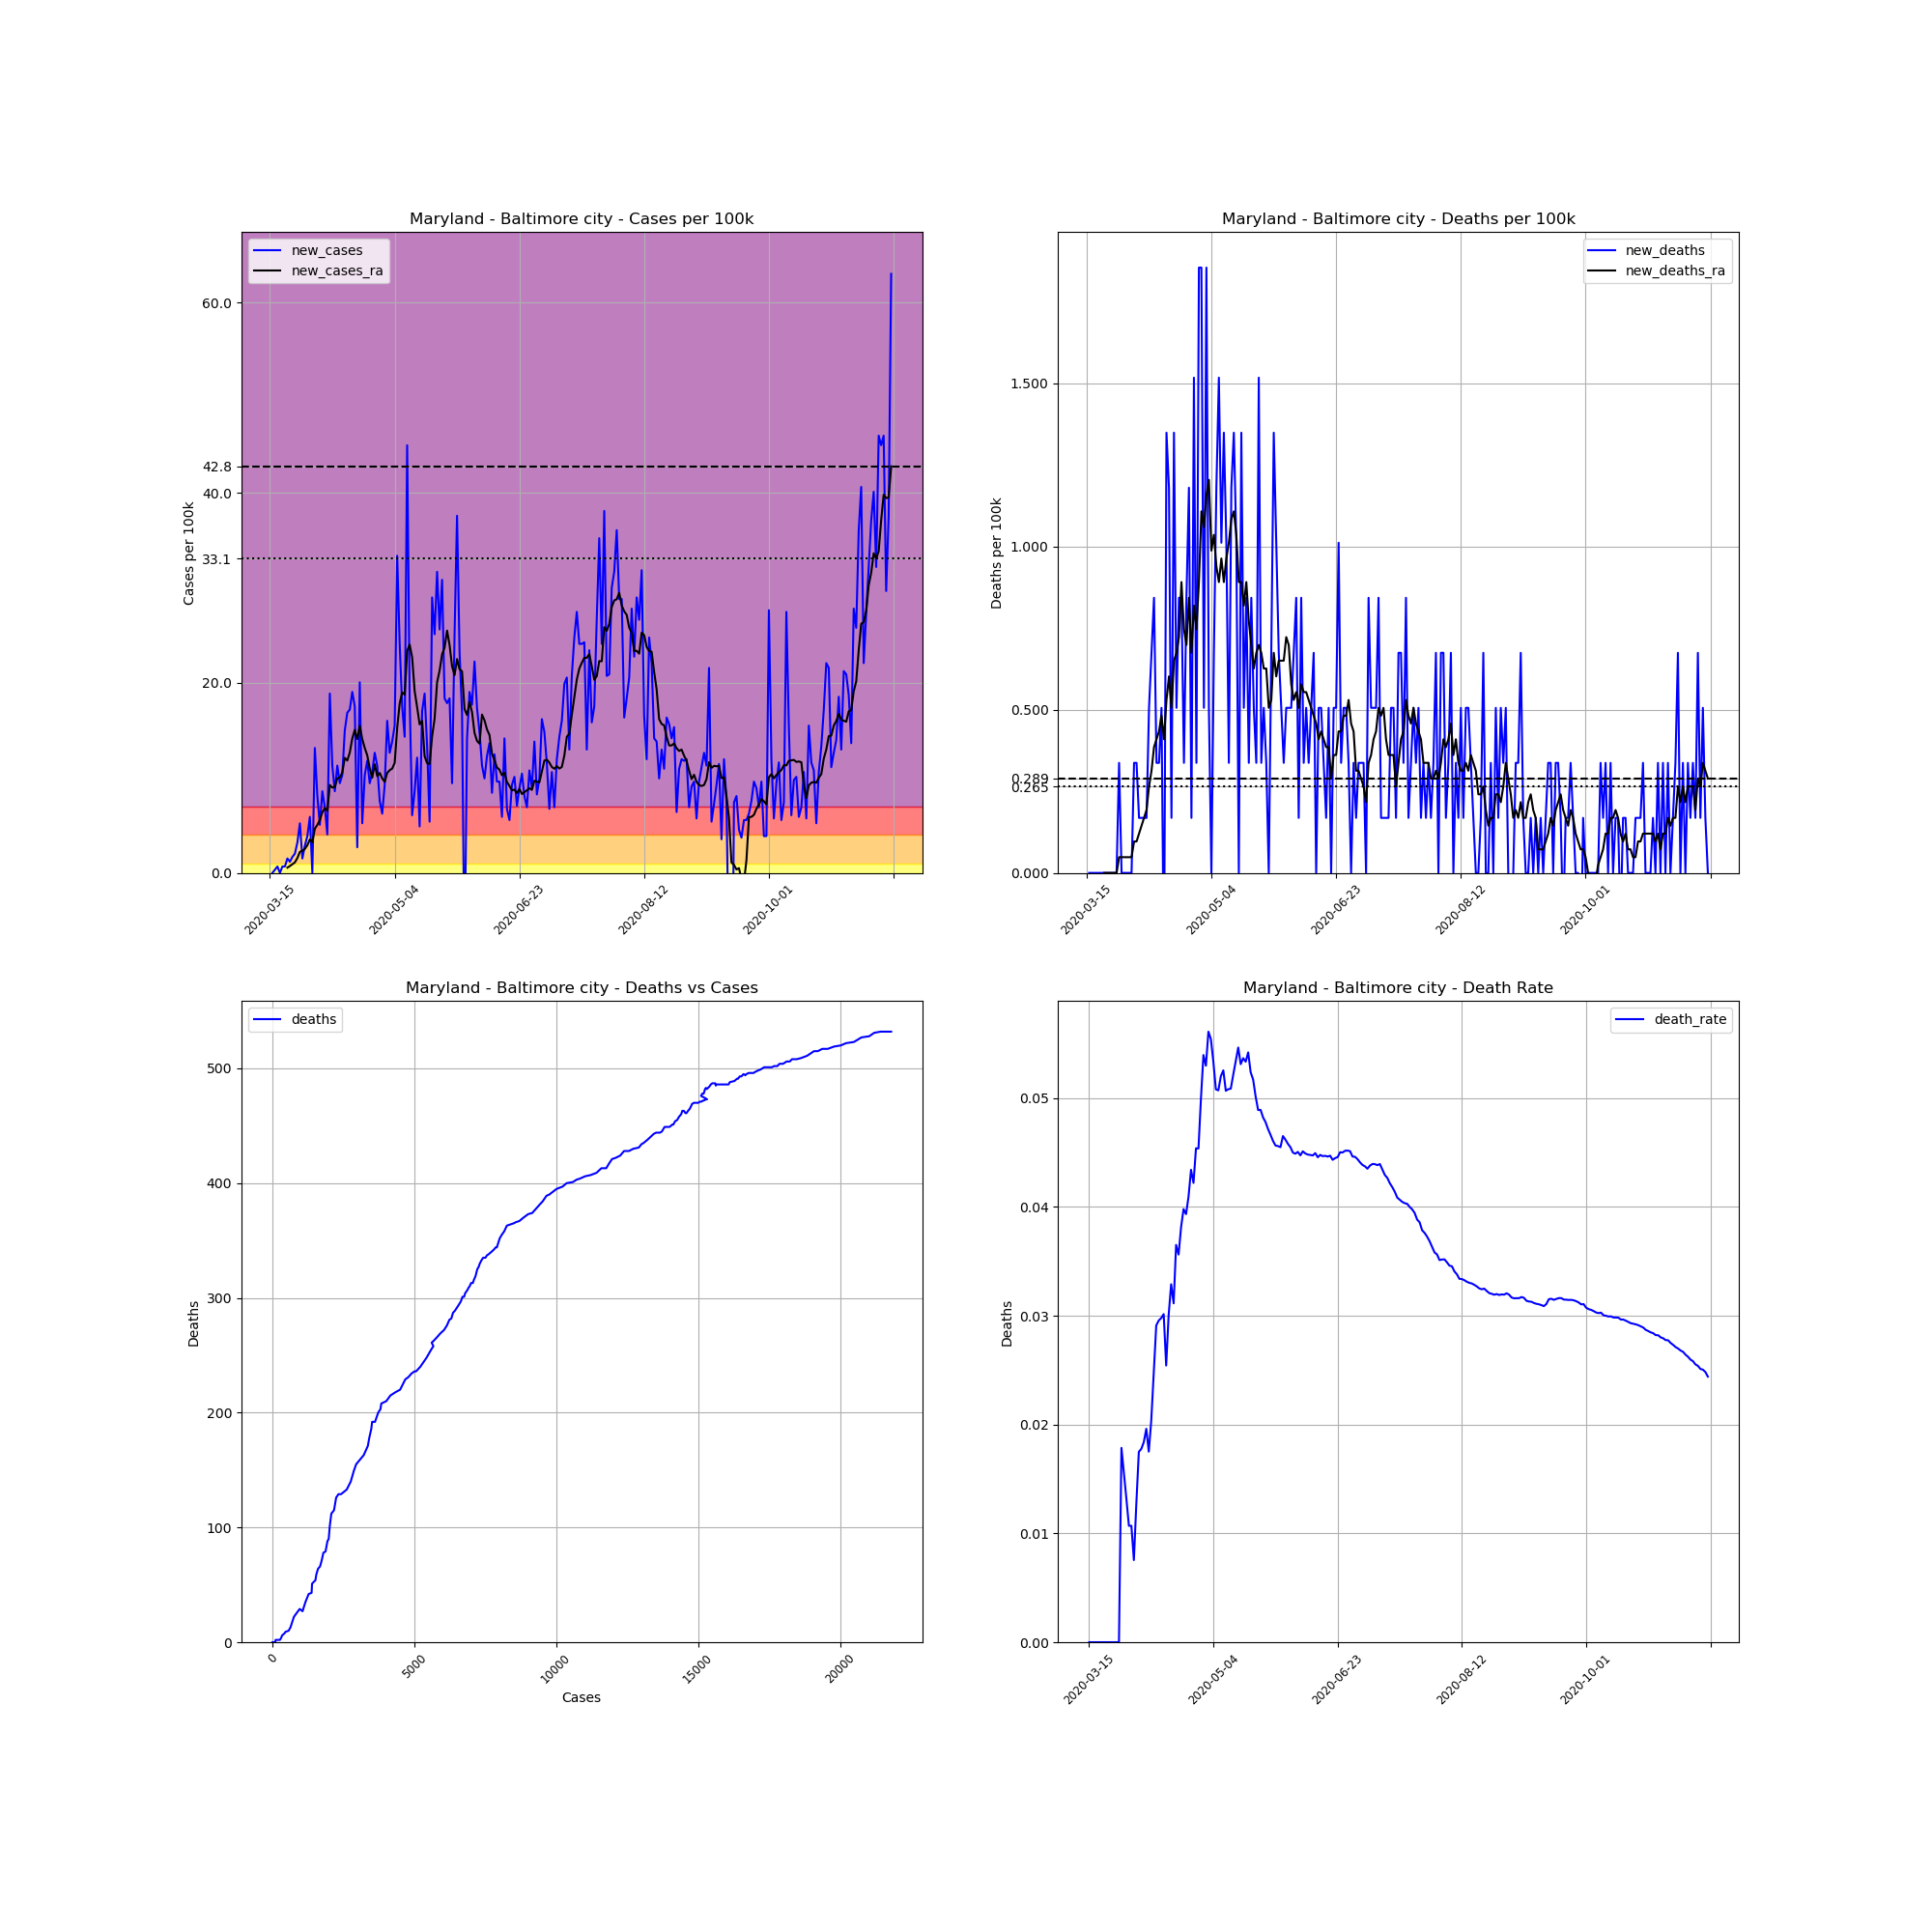 Maryland - Baltimore city - Cases per 100k
new_cases
new_cases_ra
Cases per 100k
60.0
42.8
40.0
33.1
20.0
0.0
2020-03-15
2020-05-04
2020-06-23
2020-08-12
2020-10-01
Maryland - Baltimore city - Deaths per 100k
new_deaths
new_deaths_ra
Deaths per 100k
1.500
1.000
0.500
0.289
0.265
0.000
2020-03-15
2020-05-04
2020-06-23
2020-08-12
2020-10-01
Maryland - Baltimore city - Deaths vs Cases
deaths
Deaths
500
400
300
200
100
0
0
5000
10000
15000
20000
Cases
Maryland - Baltimore city - Death Rate
death_rate
Deaths
0.05
0.04
0.03
0.02
0.01
0.00
2020-03-15
2020-05-04
2020-06-23
2020-08-12
2020-10-01